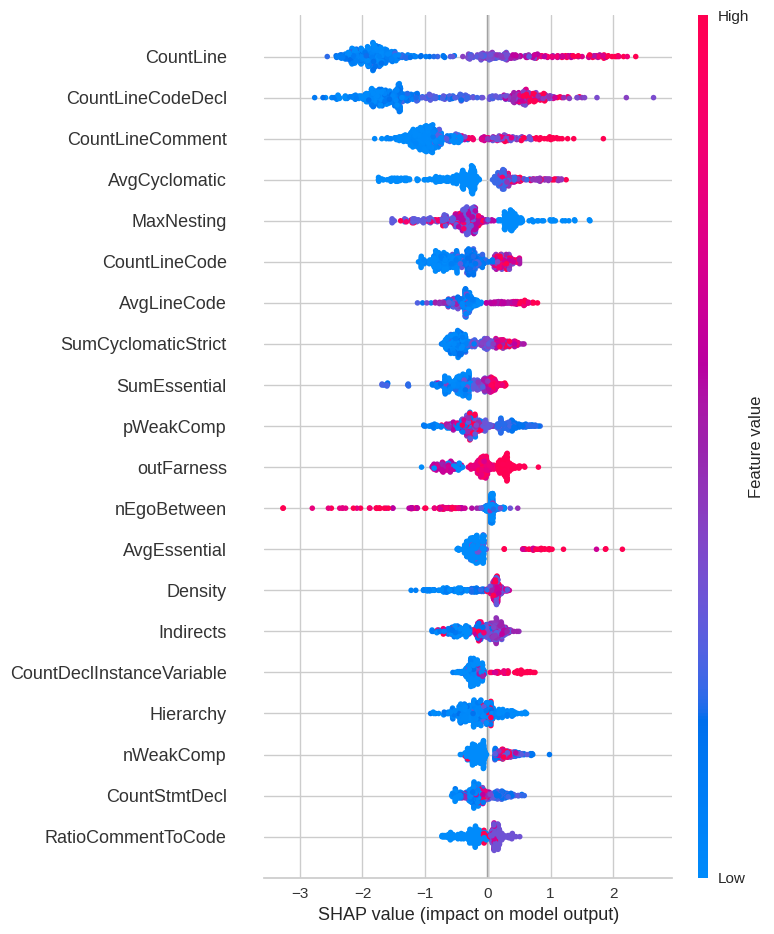 High
CountLine
CountLineCodeDecl
CountLineComment
AvgCyclomatic
MaxNesting
CountLineCode
AvgLineCode
SumCyclomaticStrict
SumEssential
pWeakComp
outFarness
nEgoBetween
AvgEssential
Density
Indirects
CountDeclInstanceVariable
Hierarchy
nWeakComp
CountStmtDecl
RatioCommentToCode
Feature value
Low
−3 −2 −1 0 1 2
SHAP value (impact on model output)